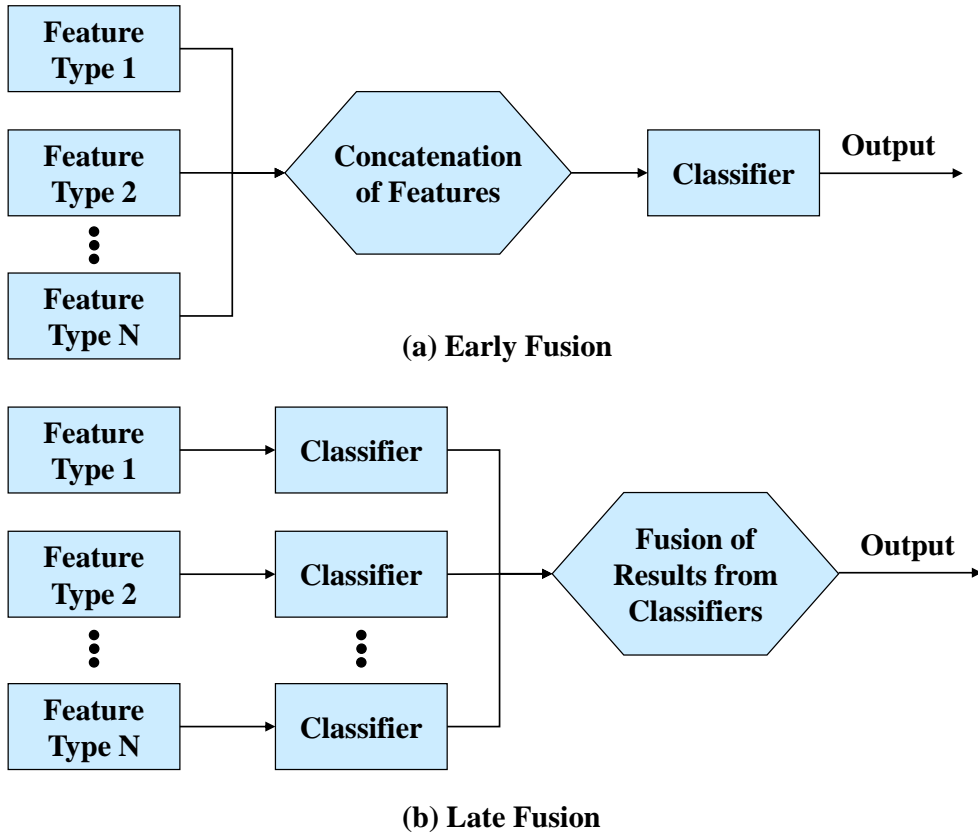 Feature
Type 1
Feature
Type 2
Feature
Type N
Concatenation
of Features
Classifier
Output
(a) Early Fusion
Feature
Type 1
Classifier
Feature
Type 2
Classifier
Feature
Type N
Classifier
Fusion of
Results from
Classifiers
Output
(b) Late Fusion